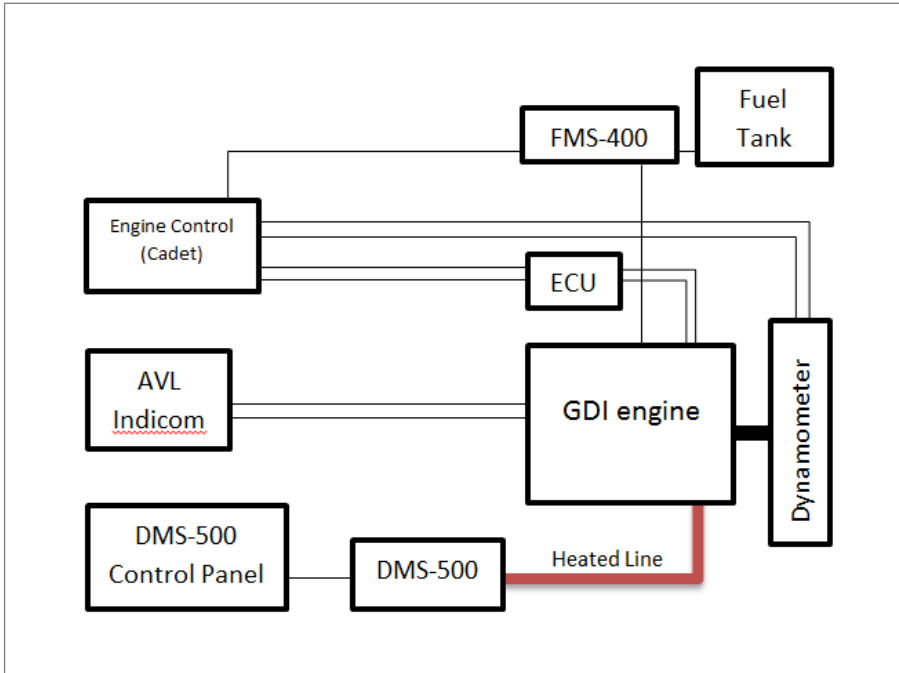 Fuel
Tank
FMS-400
Engine Control
(Cadet)
ECU
AVL
Indicom
GDI engine
Dynamometer
DMS-500
Control Panel
DMS-500
Heated Line